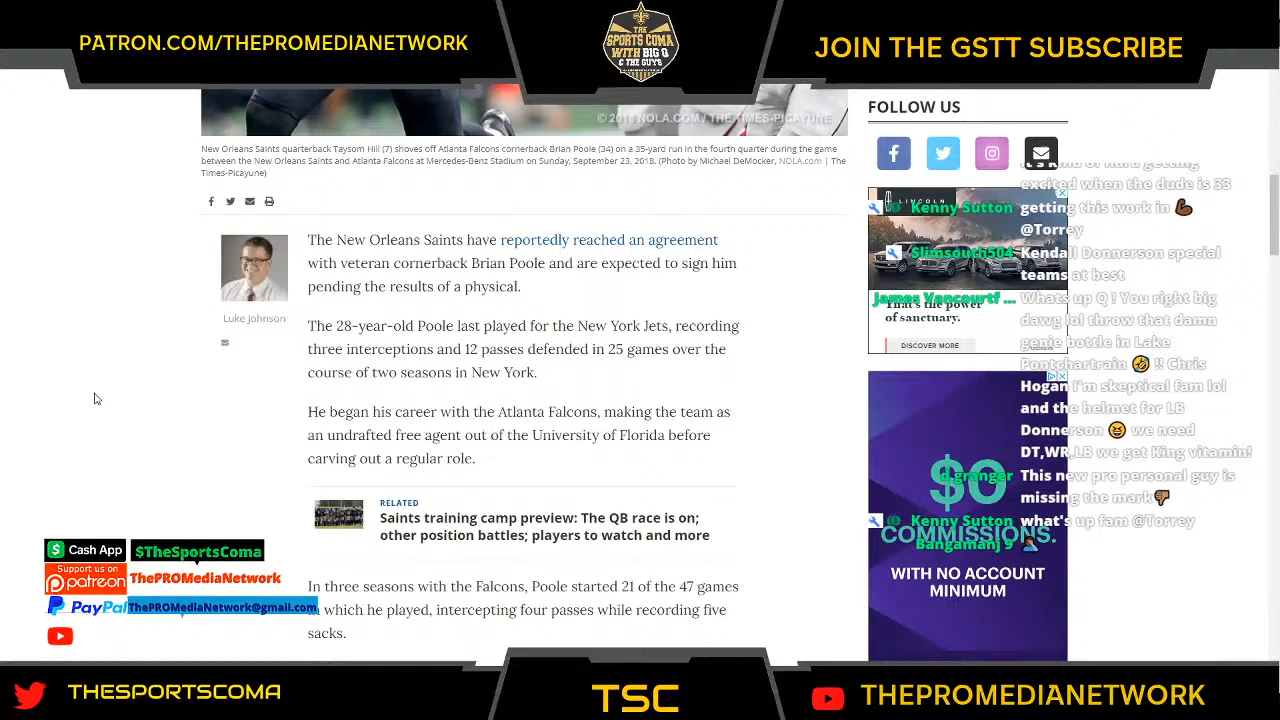 PATRON.COM/THEPROMEDIANETWORK
THE
SPORTS COMA
WITH BIG Q
& THE GUYS
JOIN THE GSTT SUBSCRIBE
© 2018 NOLA.COM / THE TIMES-PICAYUNE
New Orleans Saints quarterback Taysom Hill (7) shoves off Atlanta Falcons cornerback Brian Poole (34) on a 35-yard run in the fourth quarter during the game
between the New Orleans Saints and Atlanta Falcons at Mercedes-Benz Stadium on Sunday, September 23, 2018. (Photo by Michael DeMocker, NOLA.com | The
Times-Picayune)
Luke Johnson
The New Orleans Saints have reportedly reached an agreement
with veteran cornerback Brian Poole and are expected to sign him
pending the results of a physical.
The 28-year-old Poole last played for the New York Jets, recording
three interceptions and 12 passes defended in 25 games over the
course of two seasons in New York.
He began his career with the Atlanta Falcons, making the team as
an undrafted free agent out of the University of Florida before
carving out a regular role.
RELATED
Saints training camp preview: The QB race is on;
other position battles; players to watch and more
In three seasons with the Falcons, Poole started 21 of the 47 games
in which he played, intercepting four passes while recording five
sacks.
FOLLOW US
LINCOLN
That's the power
of sanctuary.
DISCOVER MORE
$0
COMMISSIONS.
WITH NO ACCOUNT
MINIMUM
It's kind of hard getting
excited when the dude is 33
Kenny Sutton getting this work in 💪🏾
@Torrey
Slimsouth504 Kendall Donnerson special
teams at best
James Vencourtf ... Whats up Q ! You right big
dawg lol throw that damn
genie bottle in Lake
Pontchartrain 🤣 !! Chris
Hogan I'm skeptical fam lol
and the helmet for LB
Donnerson 😆 we need
DT,WR,LB we get King vitamin!
d granger This new pro personal guy is
missing the mark👎🏾
Kenny Sutton what's up fam @Torrey
Bangamanj 9
Cash App $TheSportsComa
Support us on
patreon ThePROMediaNetwork
PayPal ThePROMediaNetwork@gmail.com
THESPORTSCOMA
TSC
THEPROMEDIANETWORK